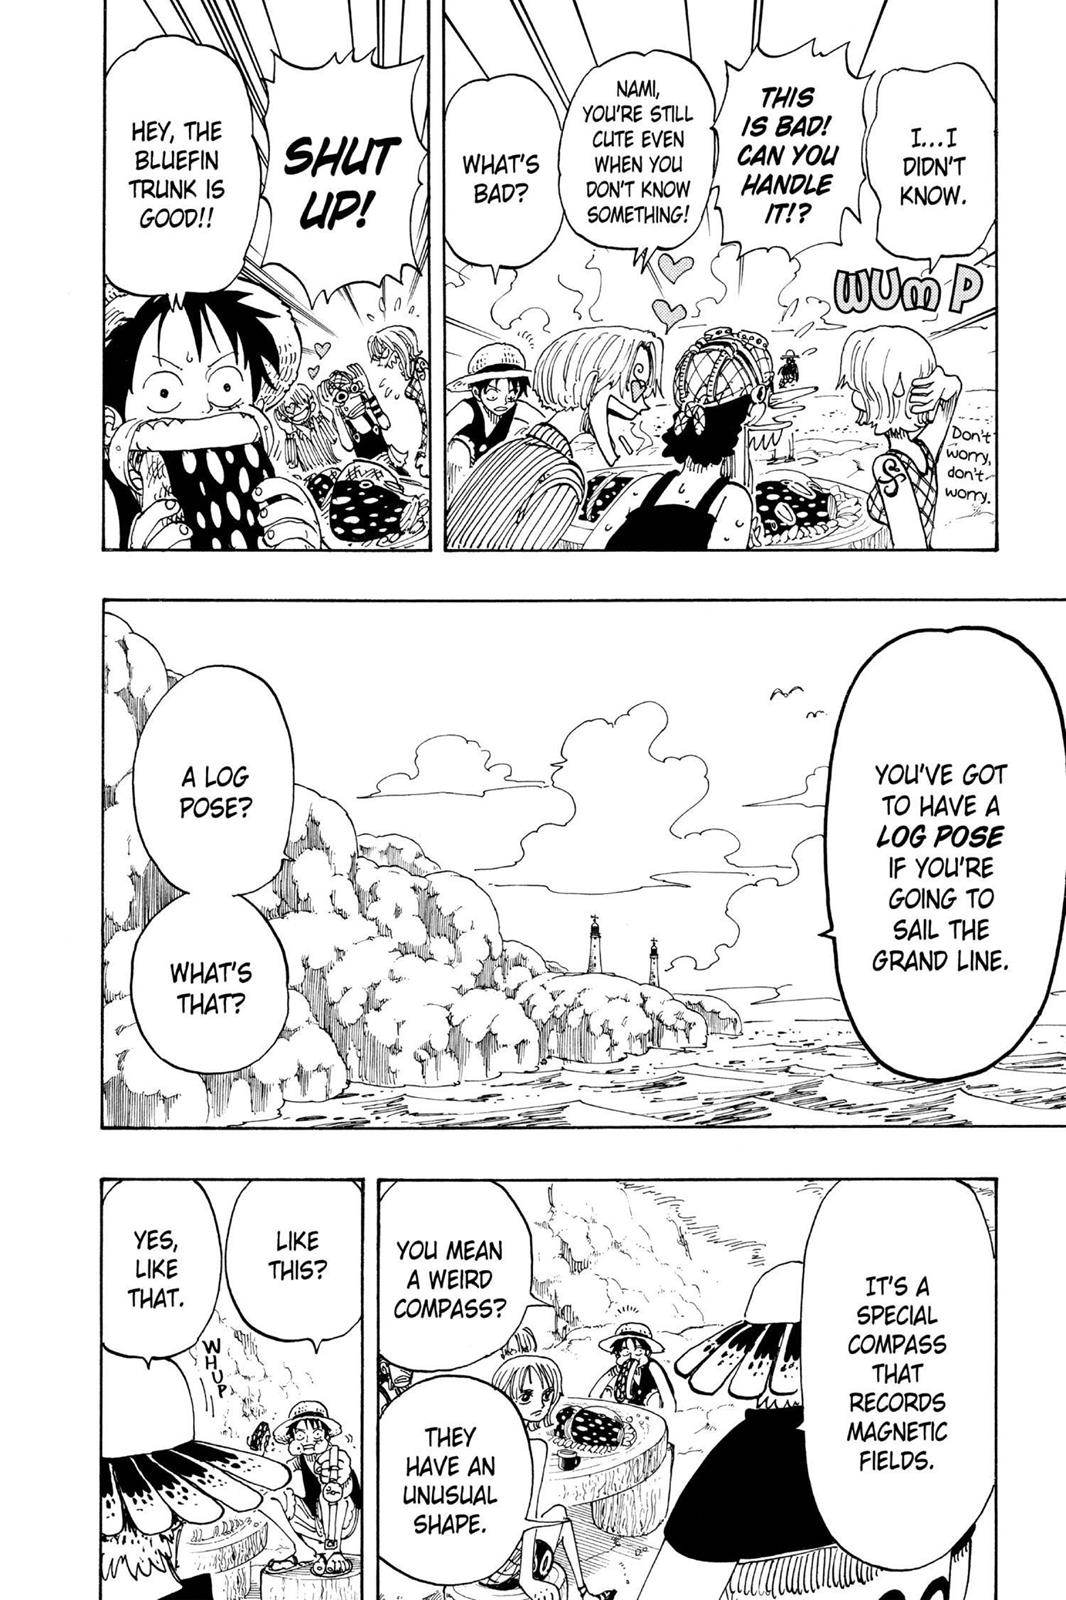 I...I
DIDN'T
KNOW.
THIS
IS BAD!
CAN YOU
HANDLE
IT!?
NAMI,
YOU'RE STILL
CUTE EVEN
WHEN YOU
DON'T KNOW
SOMETHING!
WHAT'S
BAD?
WUMP
Don't
worry,
don't
worry.
SHUT
UP!
HEY, THE
BLUEFIN
TRUNK IS
GOOD!!
YOU'VE GOT
TO HAVE A
LOG POSE
IF YOU'RE
GOING TO
SAIL THE
GRAND LINE.
A LOG
POSE?
WHAT'S
THAT?
IT'S A
SPECIAL
COMPASS
THAT
RECORDS
MAGNETIC
FIELDS.
YOU MEAN
A WEIRD
COMPASS?
THEY
HAVE AN
UNUSUAL
SHAPE.
LIKE
THIS?
YES,
LIKE
THAT.
WHUP